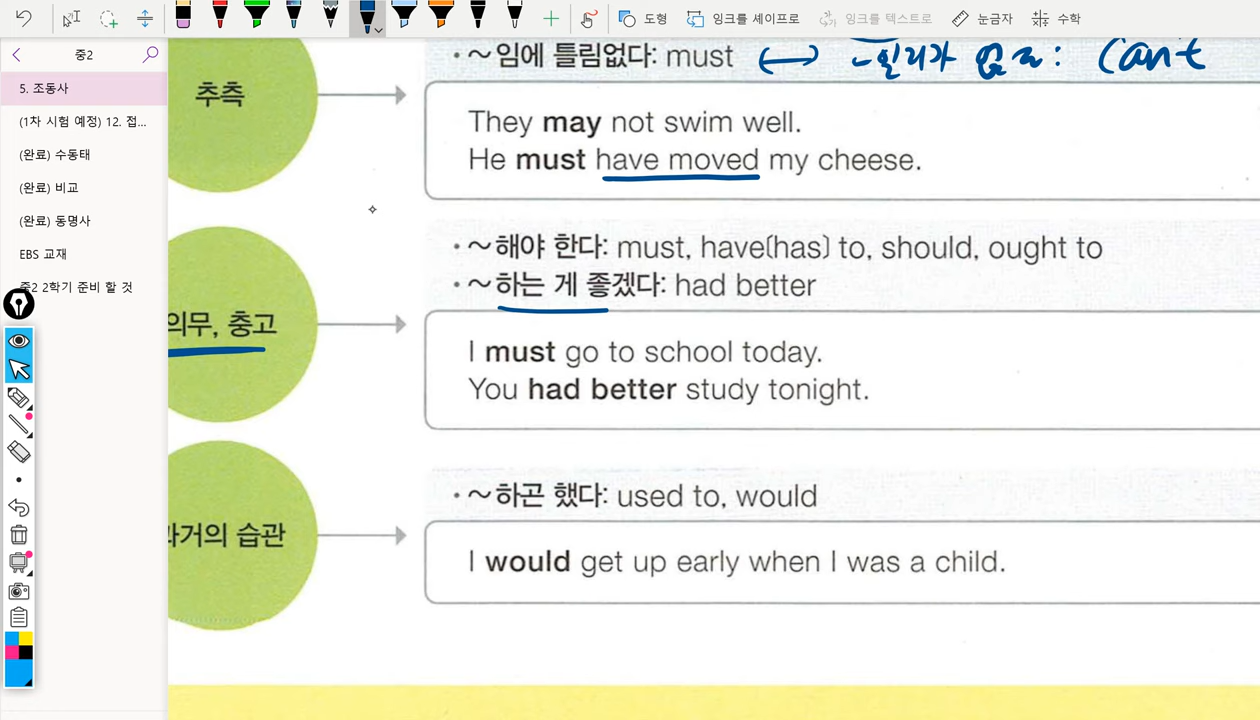 도형
잉크를 셰이프로
잉크를 텍스트로
눈금자
수학
중2
5. 조동사
(1차 시험 예정) 12. 접...
(완료) 수동태
(완료) 비교
(완료) 동명사
EBS 교재
중2 2학기 준비 할 것
·～임에 틀림없다: must ↔ ~일리가 없다: can't
추측
They may not swim well.
He must have moved my cheese.
·～해야 한다: must, have(has) to, should, ought to
·～하는 게 좋겠다: had better
의무, 충고
I must go to school today.
You had better study tonight.
·～하곤 했다: used to, would
과거의 습관
I would get up early when I was a child.